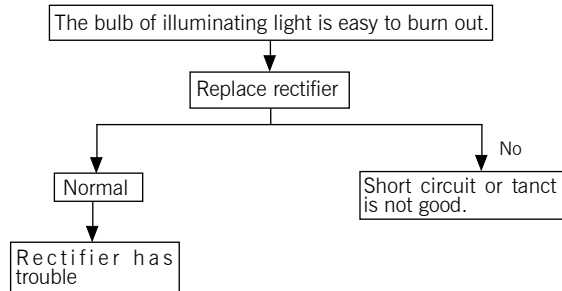 The bulb of illuminating light is easy to burn out.
Replace rectifier
No
Normal
Short circuit or tanct
is not good.
Rectifier has
trouble